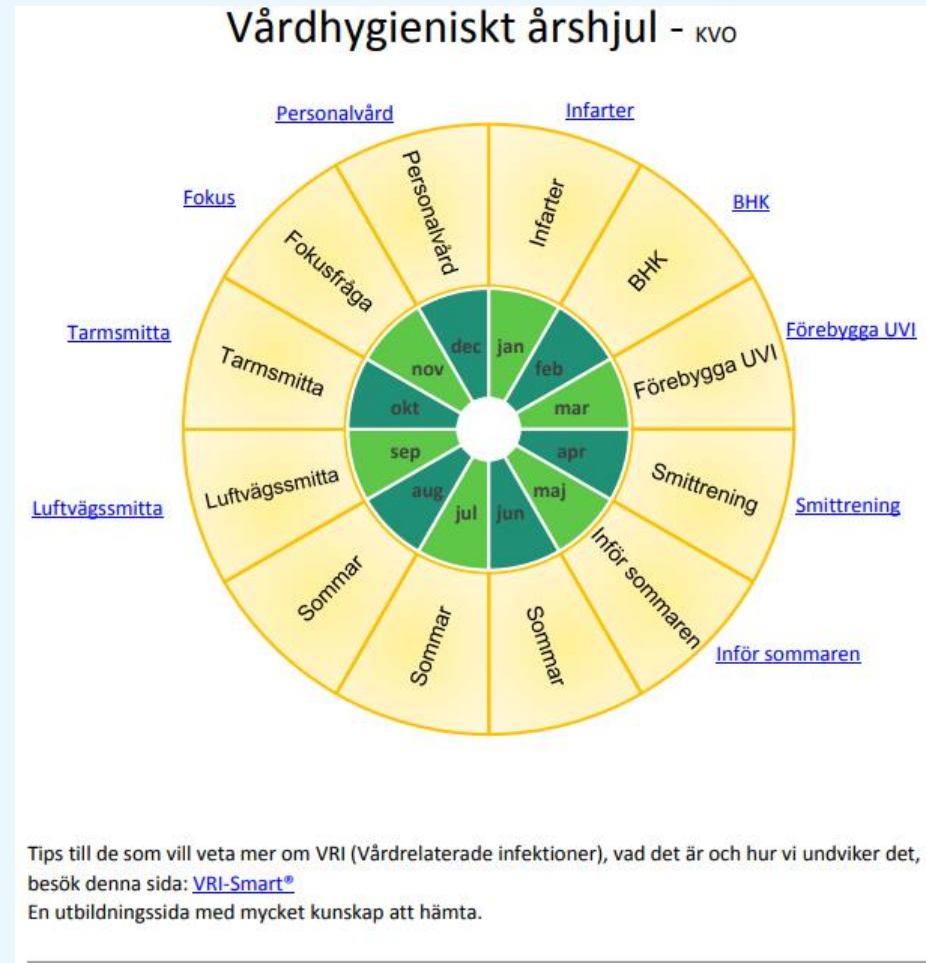 Vårdhygieniskt årshjul - KVO
Personalvård
Infarter
Fokus
BHK
Tarmsmitta
Förebygga UVI
Luftvägssmitta
Smittrening
Inför sommaren
Infarter
BHK
Förebygga UVI
Smittrening
Inför sommaren
Sommar
Sommar
Sommar
Luftvägssmitta
Tarmsmitta
Fokusfråga
Personalvård
jan
feb
mar
apr
maj
jun
jul
aug
sep
okt
nov
dec
Tips till de som vill veta mer om VRI (Vårdrelaterade infektioner), vad det är och hur vi undviker det,
besök denna sida: VRI-Smart®
En utbildningssida med mycket kunskap att hämta.